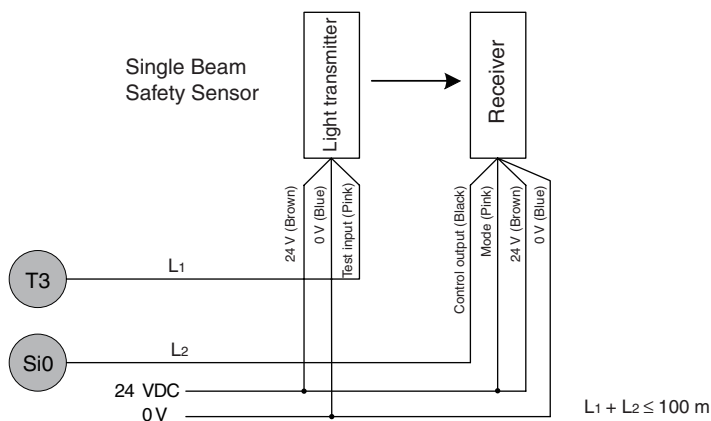 Single Beam
Safety Sensor
Light transmitter
Receiver
24 V (Brown)
0 V (Blue)
Test input (Pink)
Control output (Black)
Mode (Pink)
24 V (Brown)
0 V (Blue)
T3
L1
Si0
L2
24 VDC
0 V
L1 + L2 ≤ 100 m